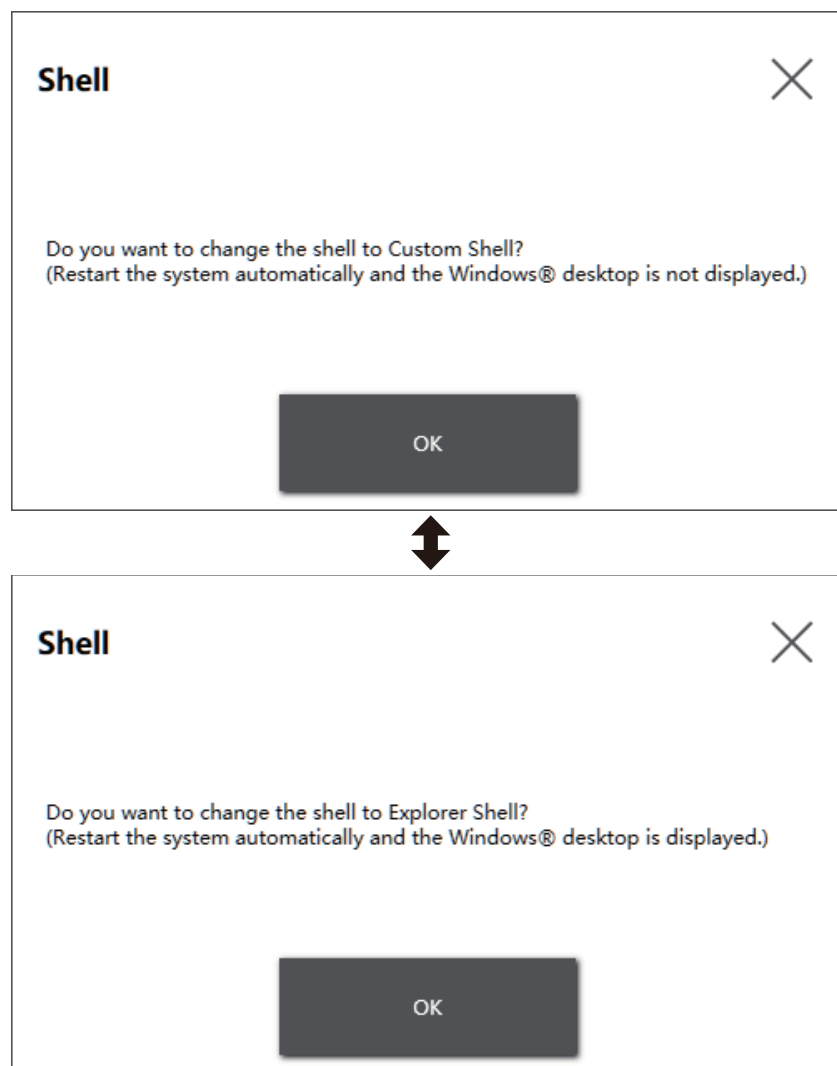 Shell
Do you want to change the shell to Custom Shell?
(Restart the system automatically and the Windows® desktop is not displayed.)
OK
Shell
Do you want to change the shell to Explorer Shell?
(Restart the system automatically and the Windows® desktop is displayed.)
OK